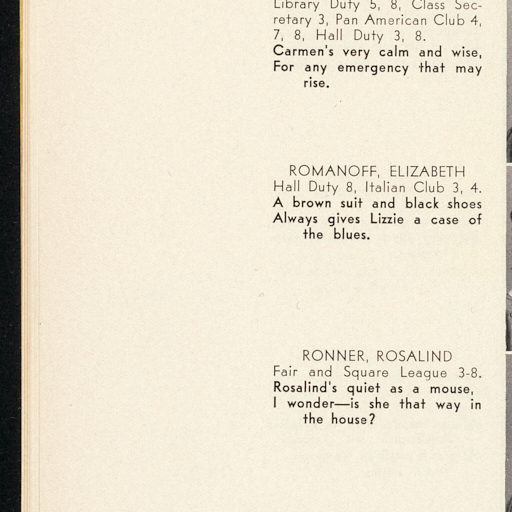 Library Duty 5, 8, Class Sec-
retary 3, Pan American Club 4,
7, 8, Hall Duty 3, 8.
Carmen's very calm and wise,
For any emergency that may
rise.
ROMANOFF, ELIZABETH
Hall Duty 8, Italian Club 3, 4.
A brown suit and black shoes
Always gives Lizzie a case of
the blues.
RONNER, ROSALIND
Fair and Square League 3-8.
Rosalind's quiet as a mouse,
I wonder—is she that way in
the house?